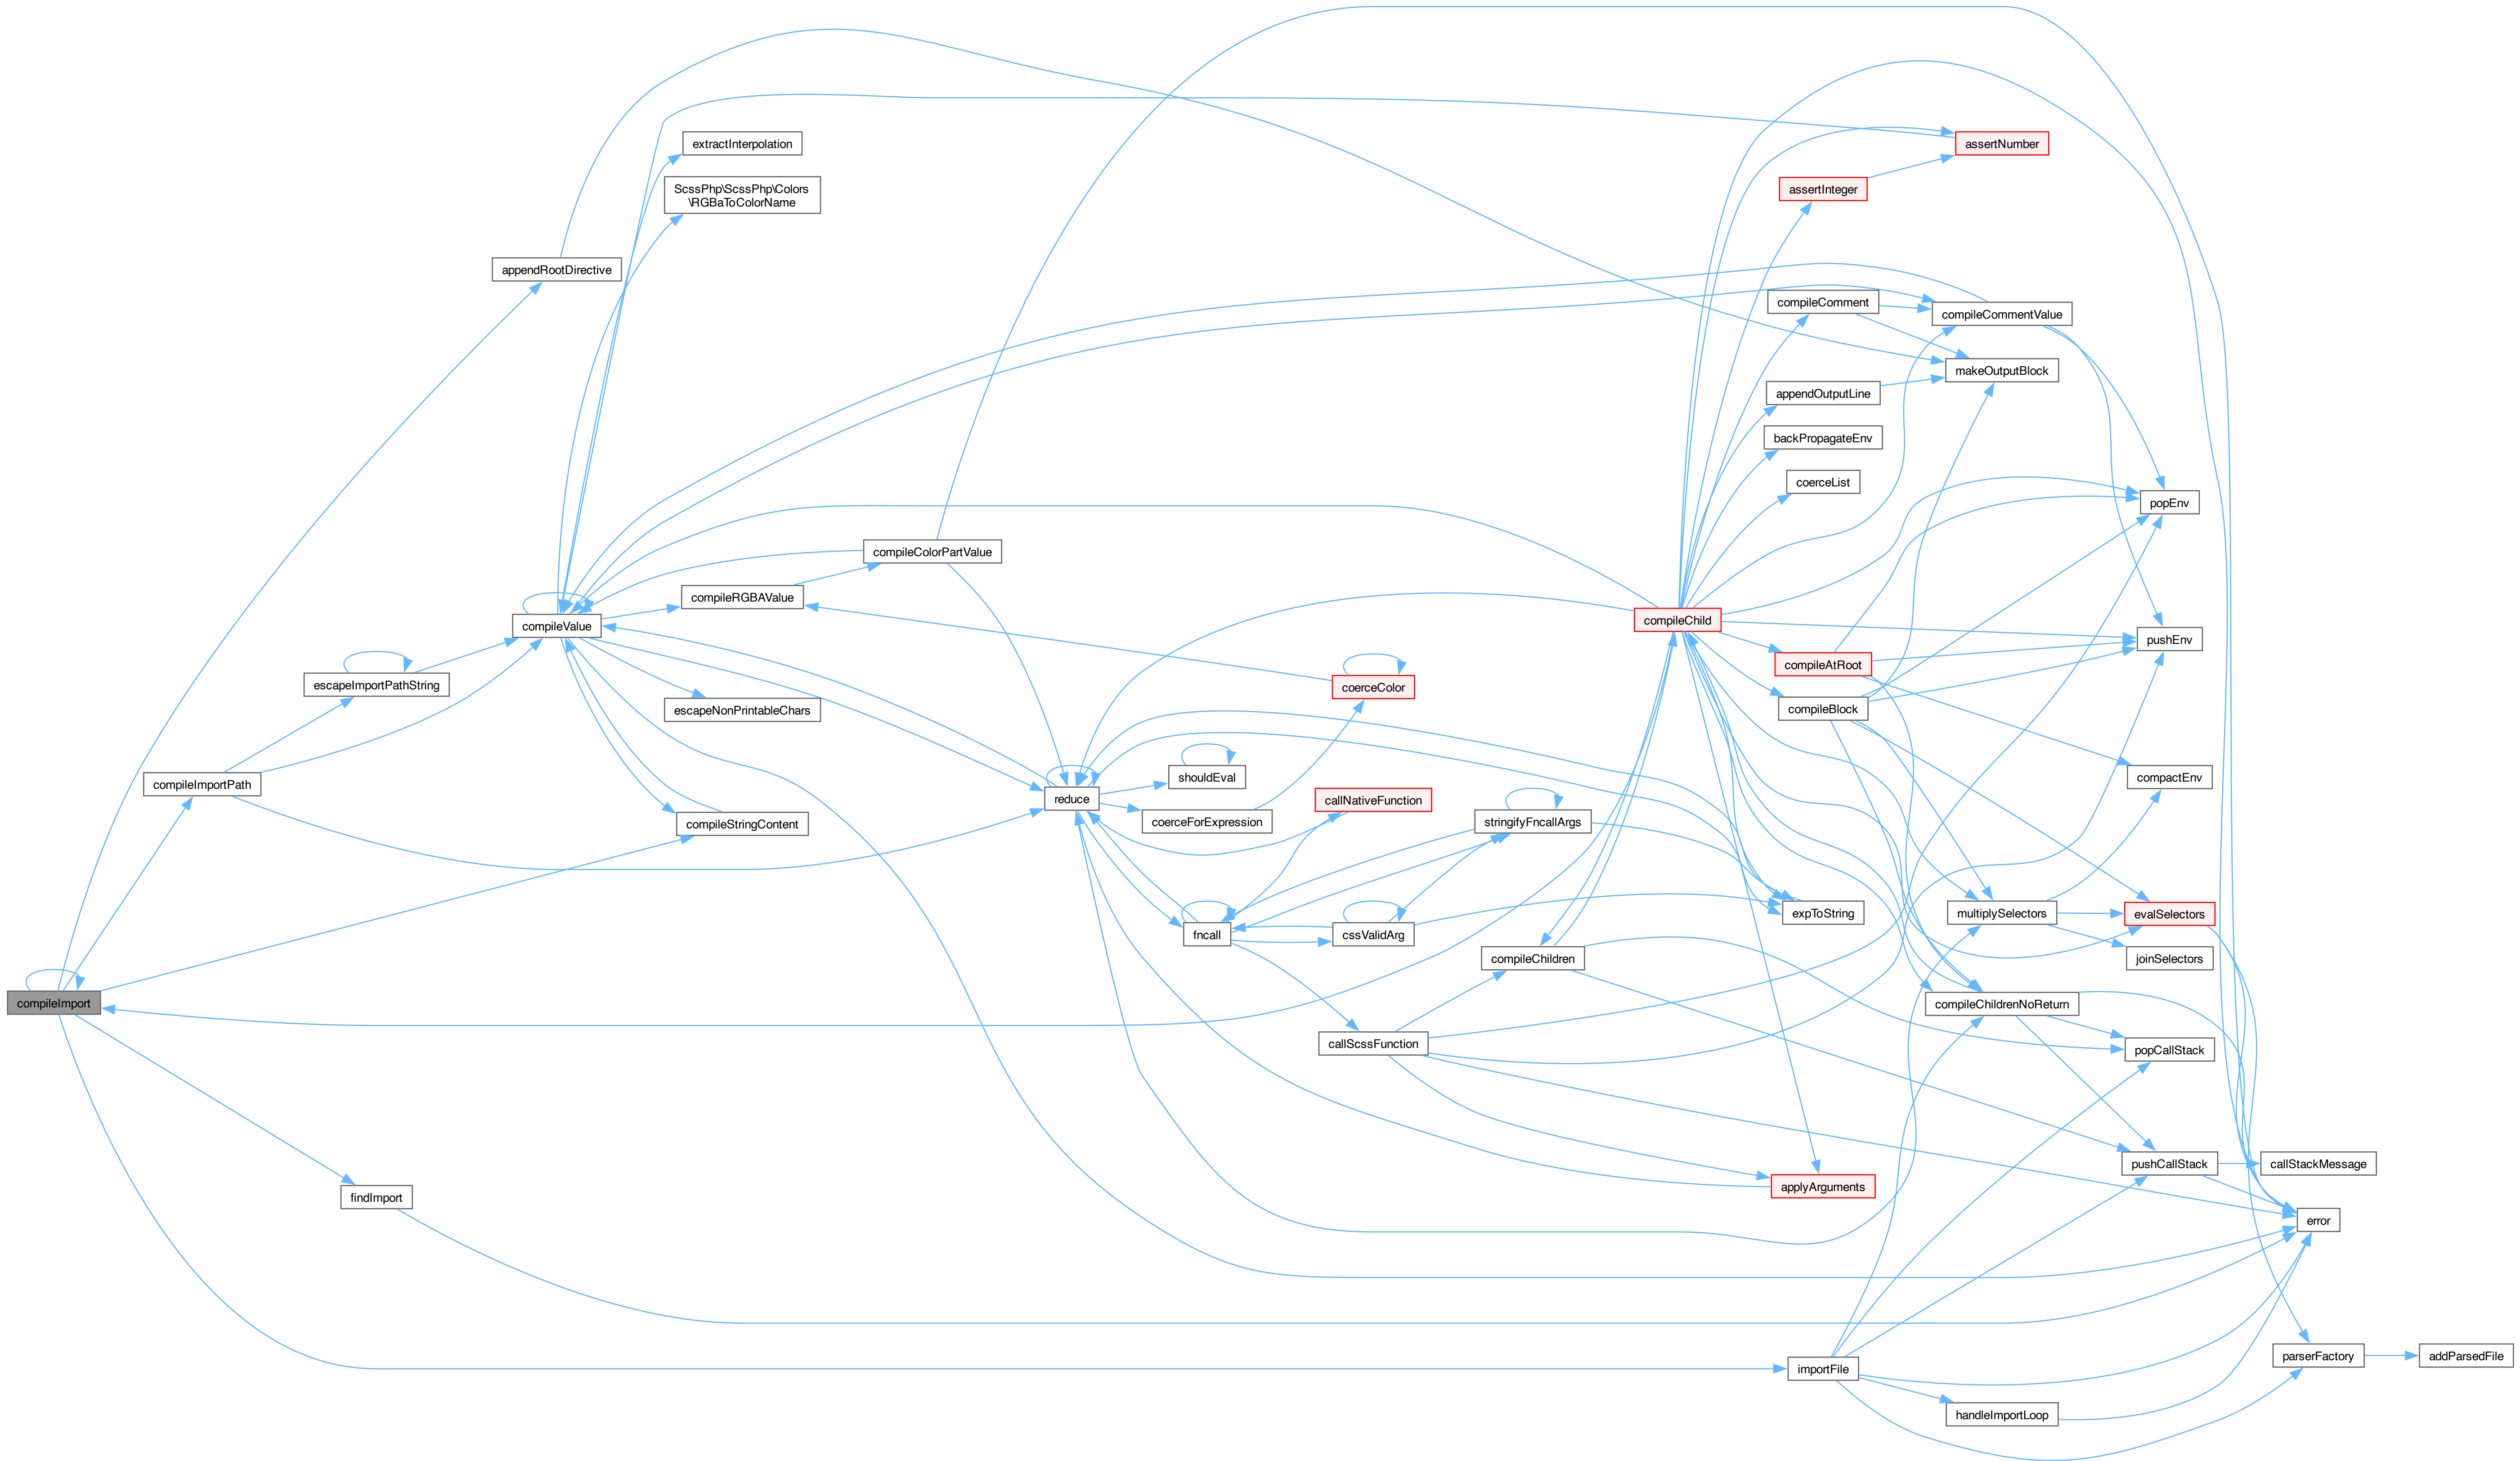 extractInterpolation
ScssPhp\ScssPhp\Colors
\RGBaToColorName
appendRootDirective
assertNumber
assertInteger
compileComment
compileCommentValue
makeOutputBlock
appendOutputLine
backPropagateEnv
coerceList
popEnv
compileColorPartValue
compileRGBAValue
compileValue
compileChild
pushEnv
compileAtRoot
escapeImportPathString
coerceColor
escapeNonPrintableChars
compileBlock
compileImportPath
shouldEval
compactEnv
reduce
callNativeFunction
coerceForExpression
compileStringContent
stringifyFncallArgs
expToString
multiplySelectors
evalSelectors
fncall
cssValidArg
compileChildren
joinSelectors
compileImport
compileChildrenNoReturn
callScssFunction
popCallStack
pushCallStack
callStackMessage
findImport
applyArguments
error
importFile
parserFactory
addParsedFile
handleImportLoop